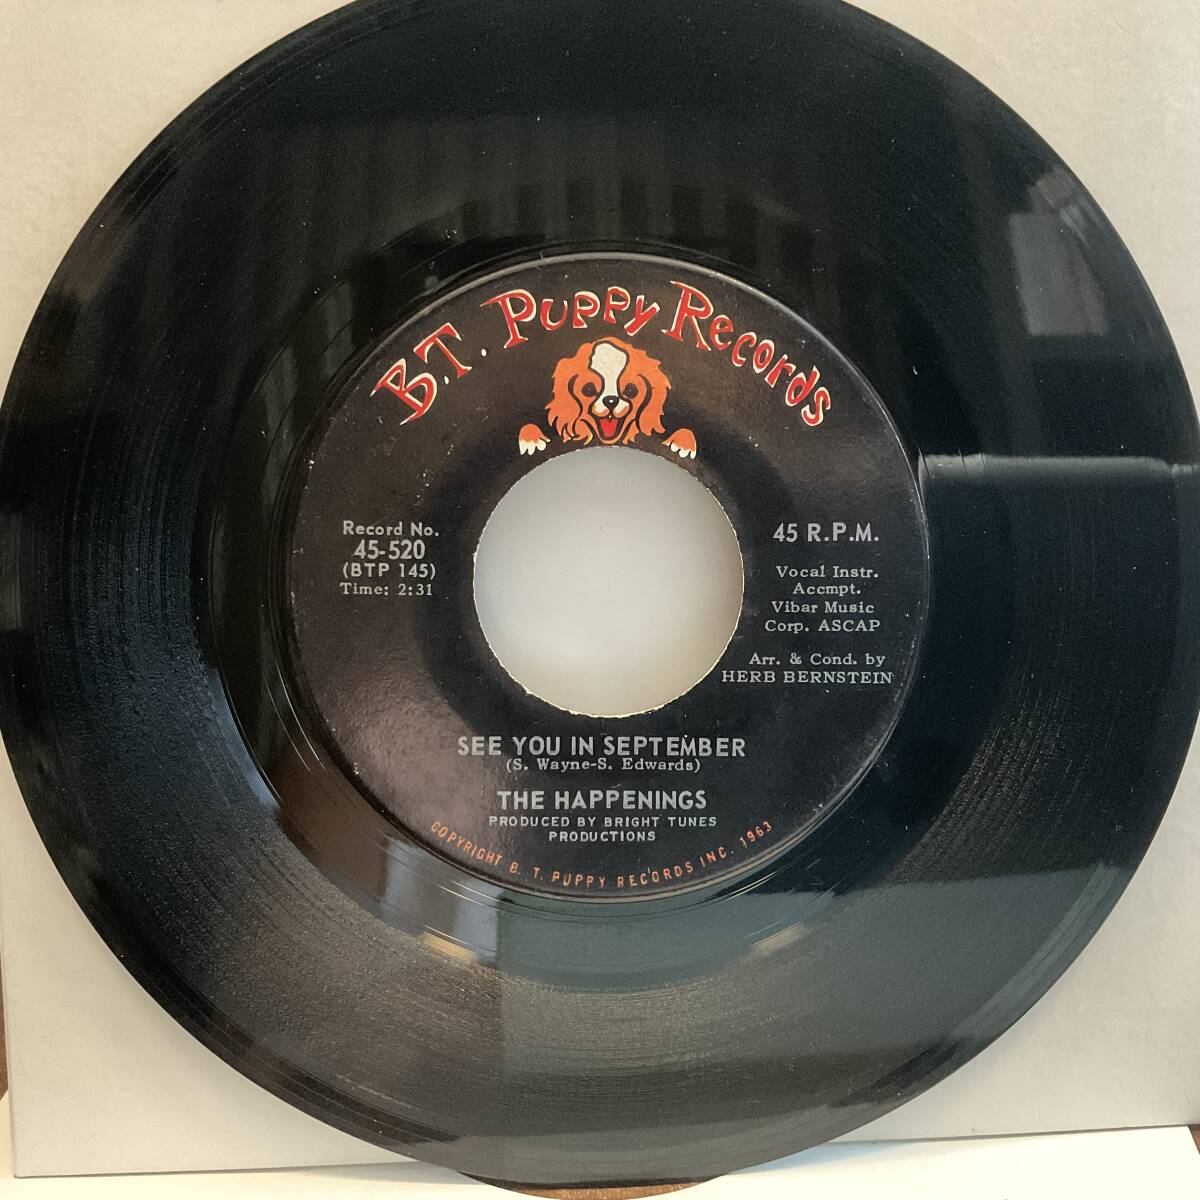 B.T. Puppy Records
Record No.
45-520
(BTP 145)
Time: 2:31
45 R.P.M.
Vocal Instr.
Accmpt.
Vibar Music
Corp. ASCAP
Arr. & Cond. by
HERB BERNSTEIN
SEE YOU IN SEPTEMBER
(S. Wayne-S. Edwards)
THE HAPPENINGS
PRODUCED BY BRIGHT TUNES
PRODUCTIONS
COPYRIGHT B. T. PUPPY RECORDS INC. 1963